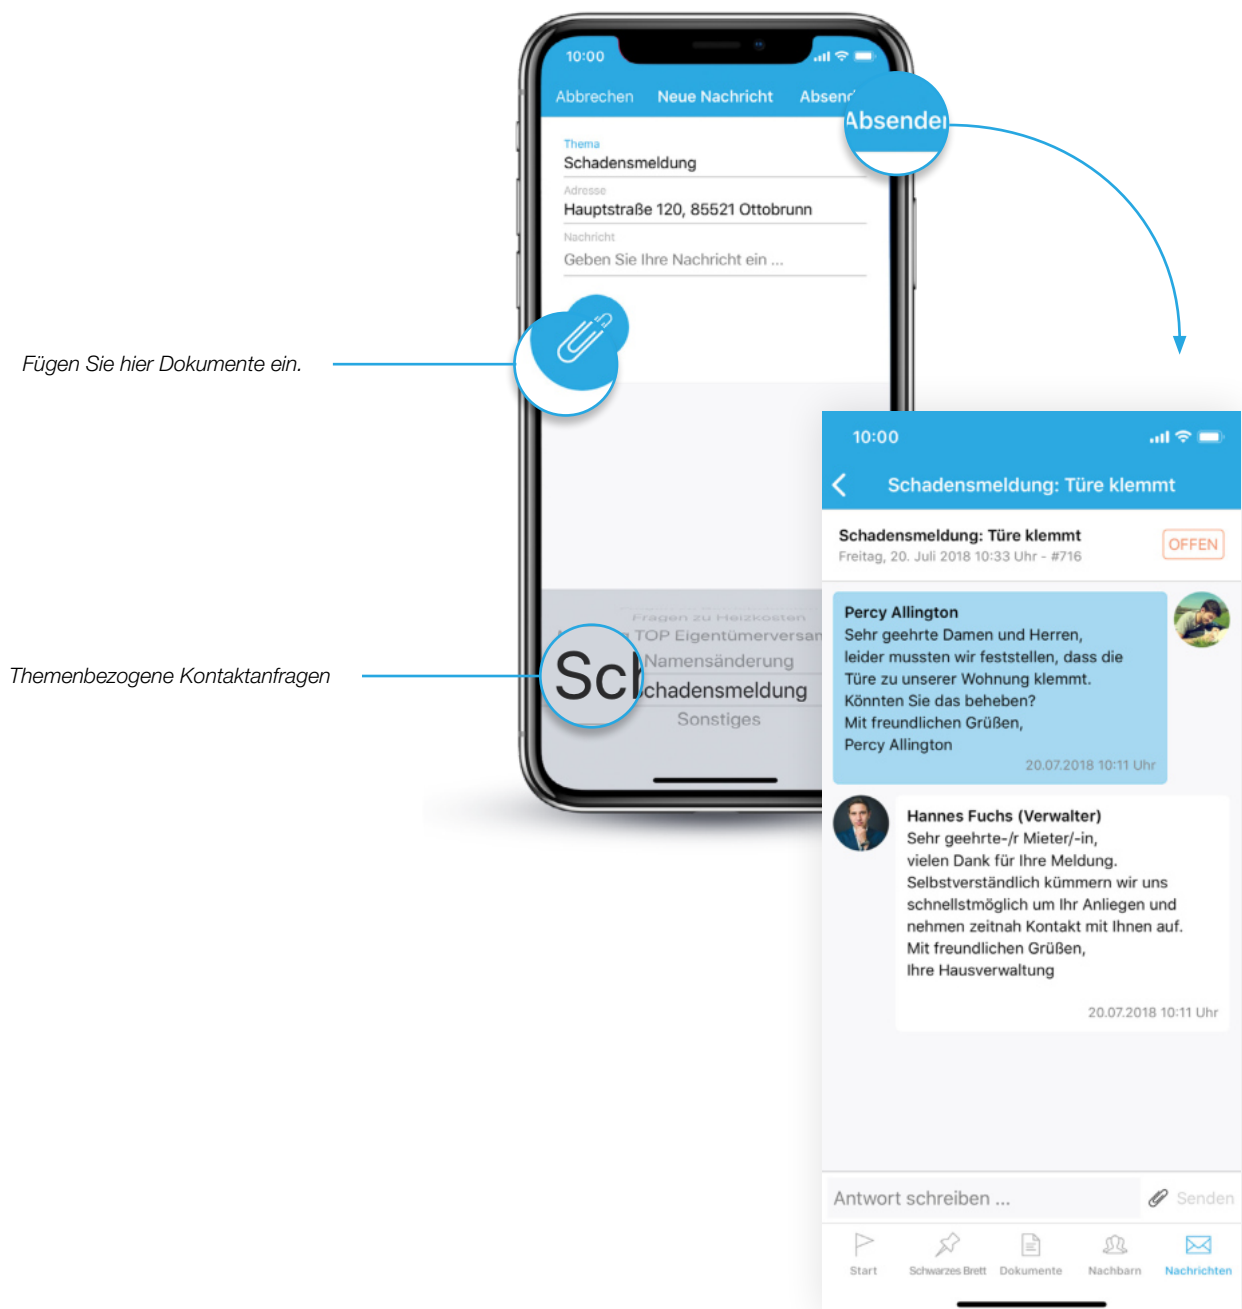 10:00
Abbrechen Neue Nachricht
Absender
Thema
Schadensmeldung
Adresse
Hauptstraße 120, 85521 Ottobrunn
Nachricht
Geben Sie Ihre Nachricht ein ...
Fügen Sie hier Dokumente ein.
Fragen zu Heizkosten
TOP Eigentümerversam
Namensänderung
Sch
chadensmeldung
Sonstiges
Themenbezogene Kontaktanfragen
10:00
Schadensmeldung: Türe klemmt
Schadensmeldung: Türe klemmt
OFFEN
Freitag, 20. Juli 2018 10:33 Uhr - #716
Percy Allington
Sehr geehrte Damen und Herren,
leider mussten wir feststellen, dass die
Türe zu unserer Wohnung klemmt.
Könnten Sie das beheben?
Mit freundlichen Grüßen,
Percy Allington
20.07.2018 10:11 Uhr
Hannes Fuchs (Verwalter)
Sehr geehrte-/r Mieter/-in,
vielen Dank für Ihre Meldung.
Selbstverständlich kümmern wir uns
schnellstmöglich um Ihr Anliegen und
nehmen zeitnah Kontakt mit Ihnen auf.
Mit freundlichen Grüßen,
Ihre Hausverwaltung
20.07.2018 10:11 Uhr
Antwort schreiben ... Senden
Start Schwarzes Brett Dokumente Nachbarn Nachrichten